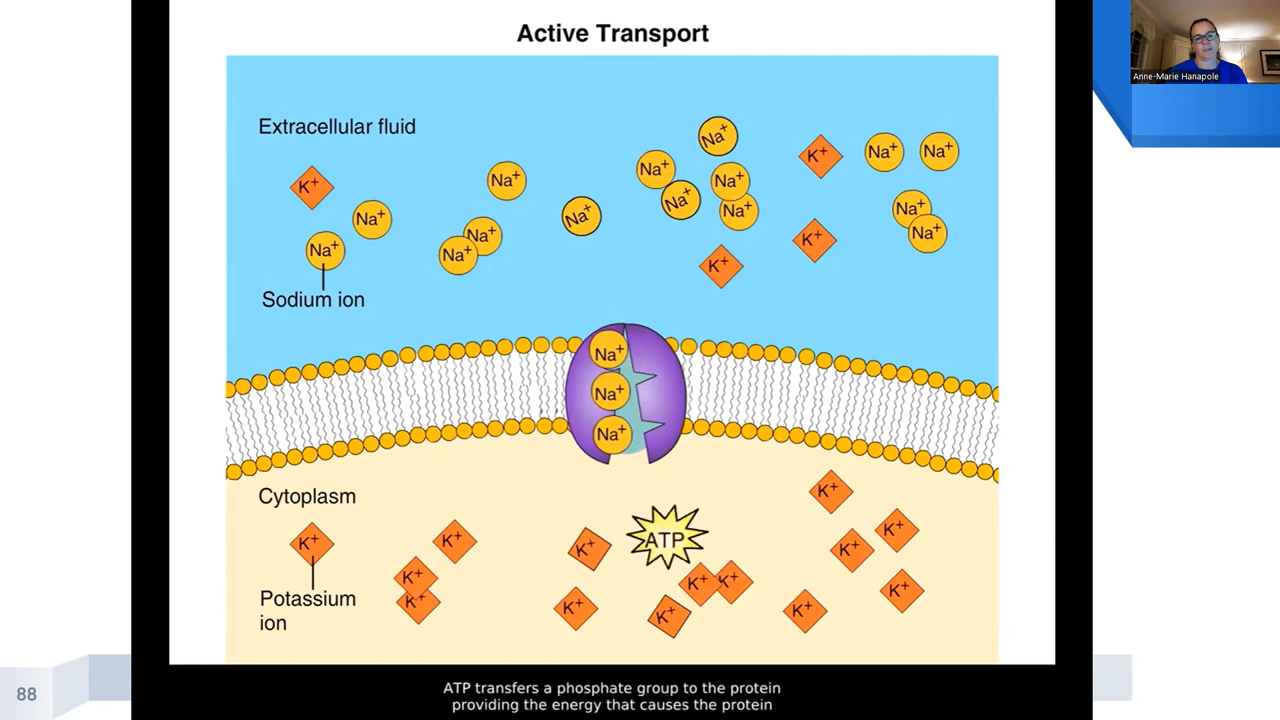 Active Transport
Anne-Marie Hanapole
Extracellular fluid
Na⁺
K⁺
Na⁺
Na⁺
Na⁺
K⁺
Na⁺
Na⁺
Na⁺
Na⁺
Na⁺
Na⁺
Na⁺
Na⁺
Na⁺
Na⁺
Na⁺
K⁺
Na⁺
K⁺
Sodium ion
Na⁺
Na⁺
Na⁺
Cytoplasm
K⁺
K⁺
K⁺
ATP
K⁺
K⁺
K⁺
K⁺
K⁺
K⁺
K⁺
K⁺
K⁺
Potassium
ion
K⁺
K⁺
K⁺
88
ATP transfers a phosphate group to the protein
providing the energy that causes the protein